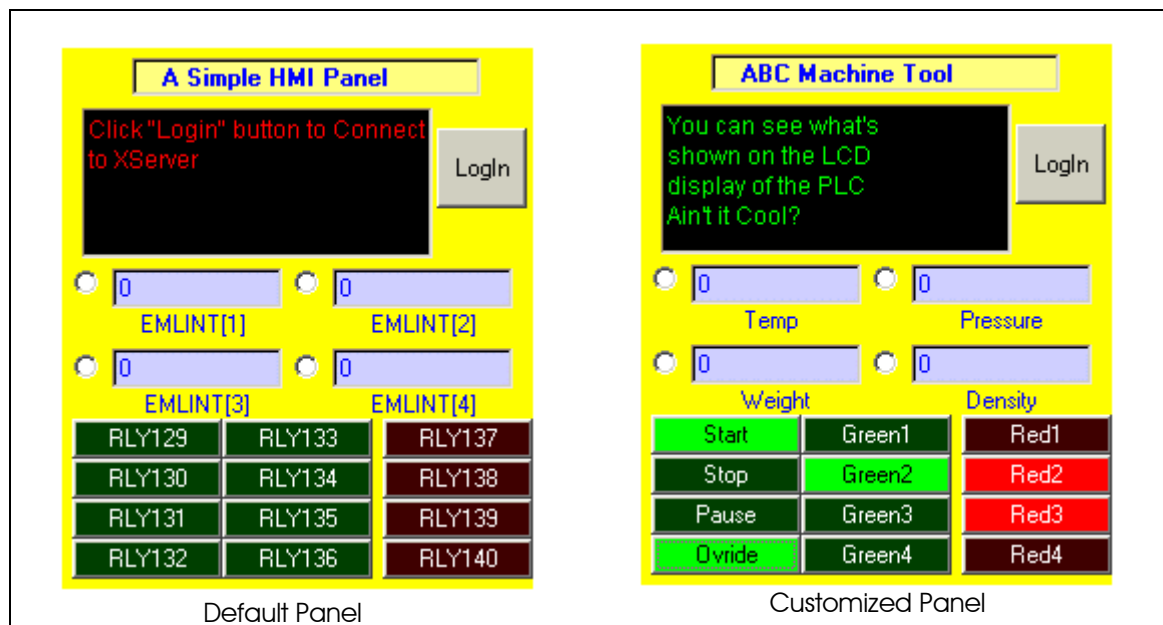 A Simple HMI Panel
Click "Login" button to Connect
to XServer
LogIn
0
0
EMLINT[1]
EMLINT[2]
0
0
EMLINT[3]
EMLINT[4]
RLY129
RLY133
RLY137
RLY130
RLY134
RLY138
RLY131
RLY135
RLY139
RLY132
RLY136
RLY140
Default Panel
ABC Machine Tool
You can see what's
shown on the LCD
display of the PLC
Ain't it Cool?
LogIn
0
0
Temp
Pressure
0
0
Weight
Density
Start
Green1
Red1
Stop
Green2
Red2
Pause
Green3
Red3
Ovride
Green4
Red4
Customized Panel